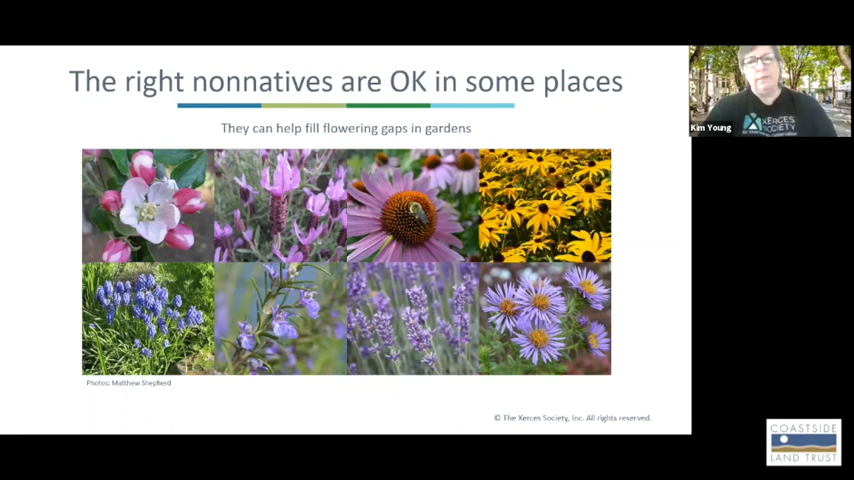 The right nonnatives are OK in some places
They can help fill flowering gaps in gardens
Photos: Matthew Shepherd
© The Xerces Society, Inc. All rights reserved.
Kim Young
XERCES
SOCIETY
COASTSIDE
LAND TRUST